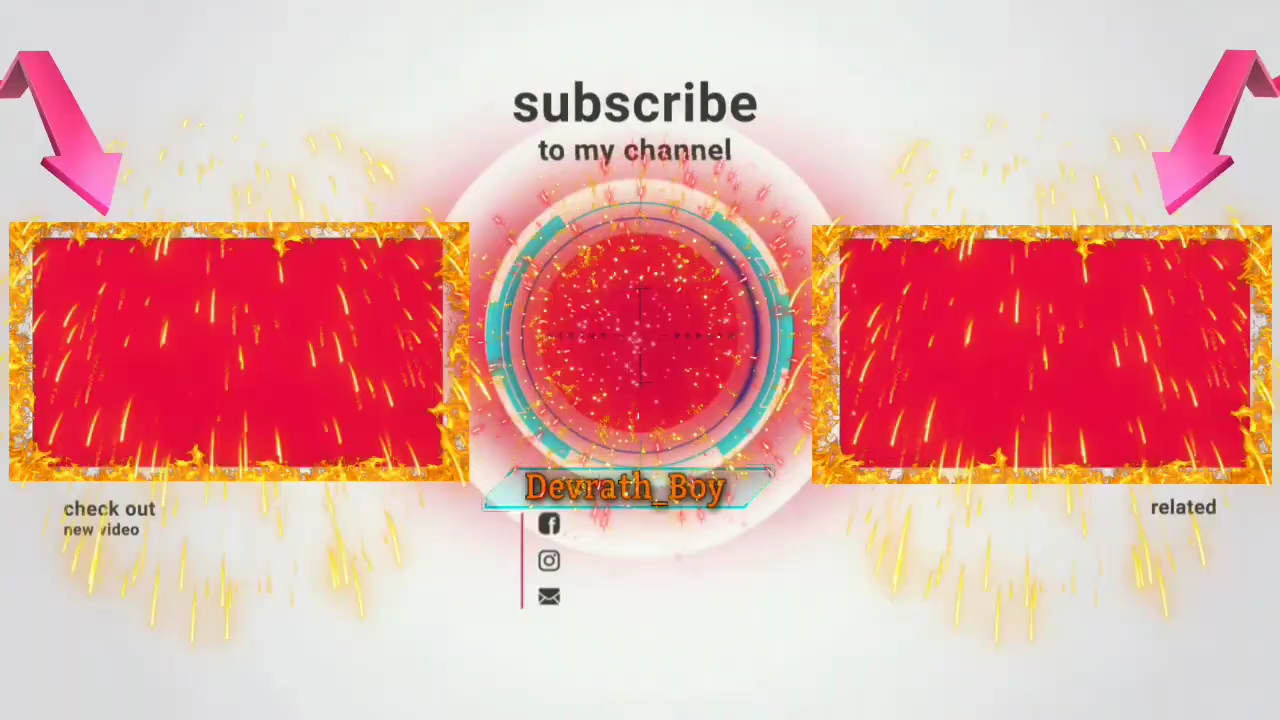 subscribe
to my channel
Devrath_Boy
check out
new video
related